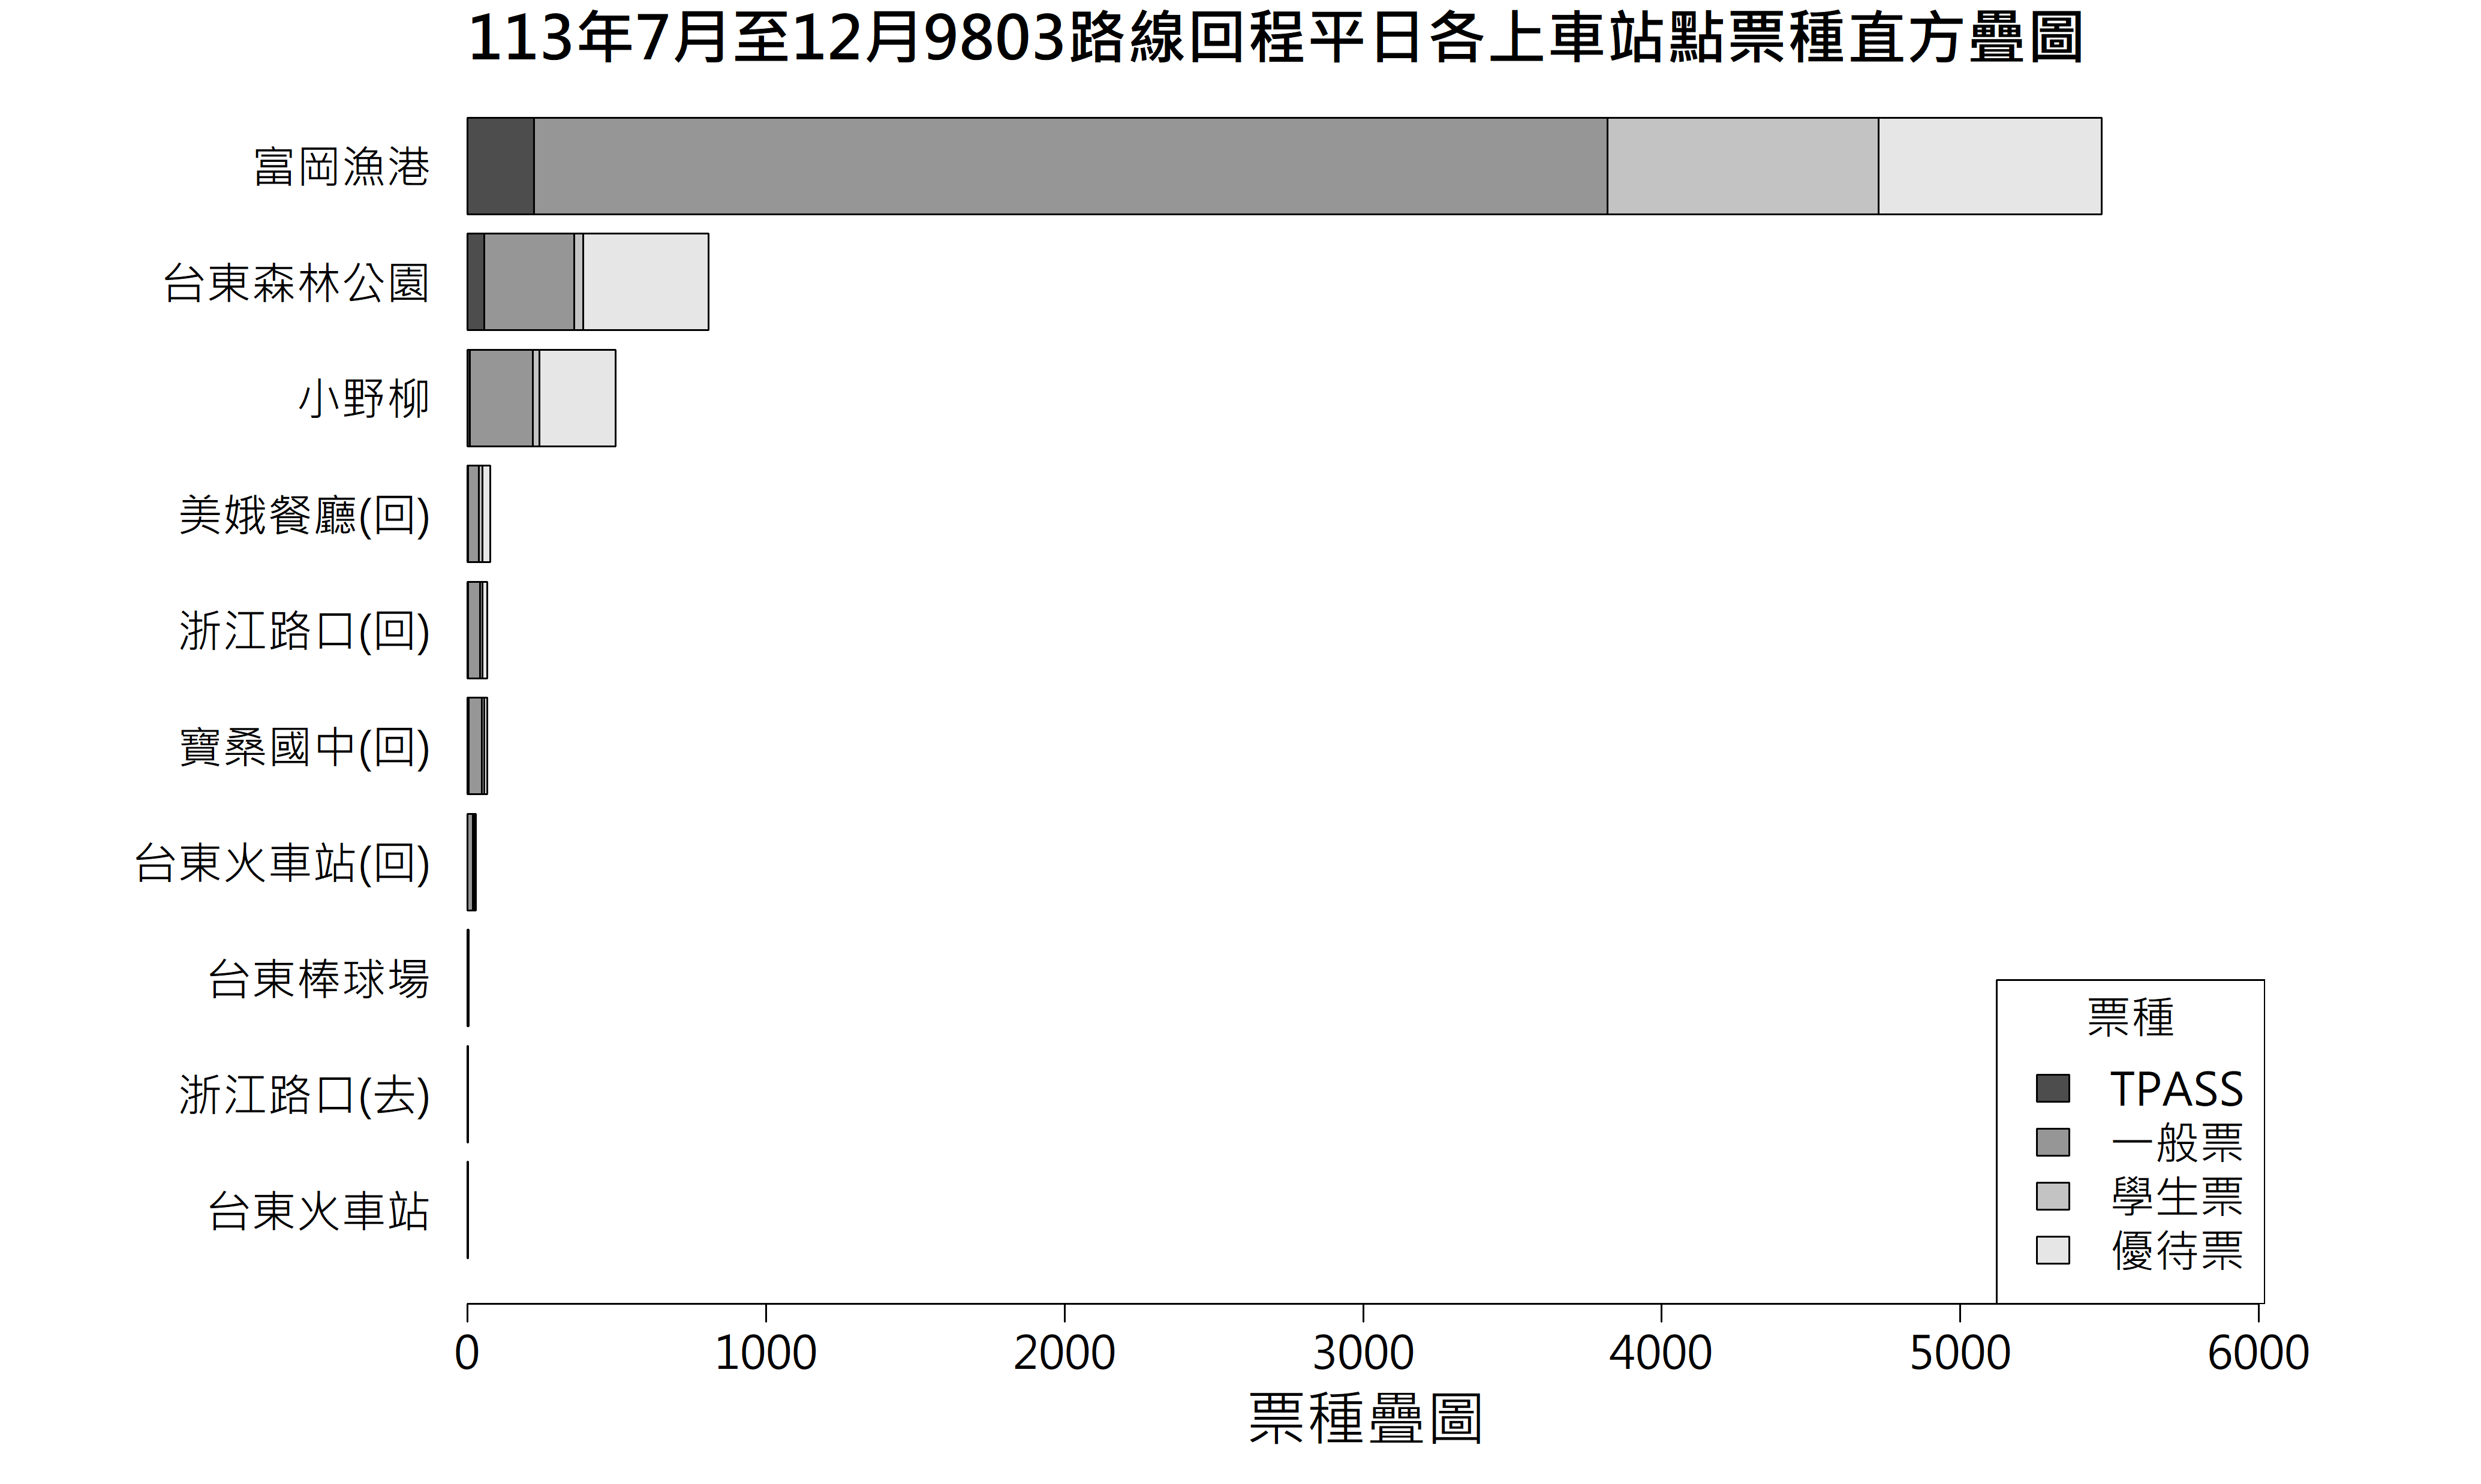 113年7月至12月9803路線回程平日各上車站點票種直方疊圖
富岡漁港
台東森林公園
小野柳
美娥餐廳(回)
浙江路口(回)
寶桑國中(回)
台東火車站(回)
台東棒球場
浙江路口(去)
台東火車站
票種
TPASS
一般票
學生票
優待票
0 1000 2000 3000 4000 5000 6000
票種疊圖